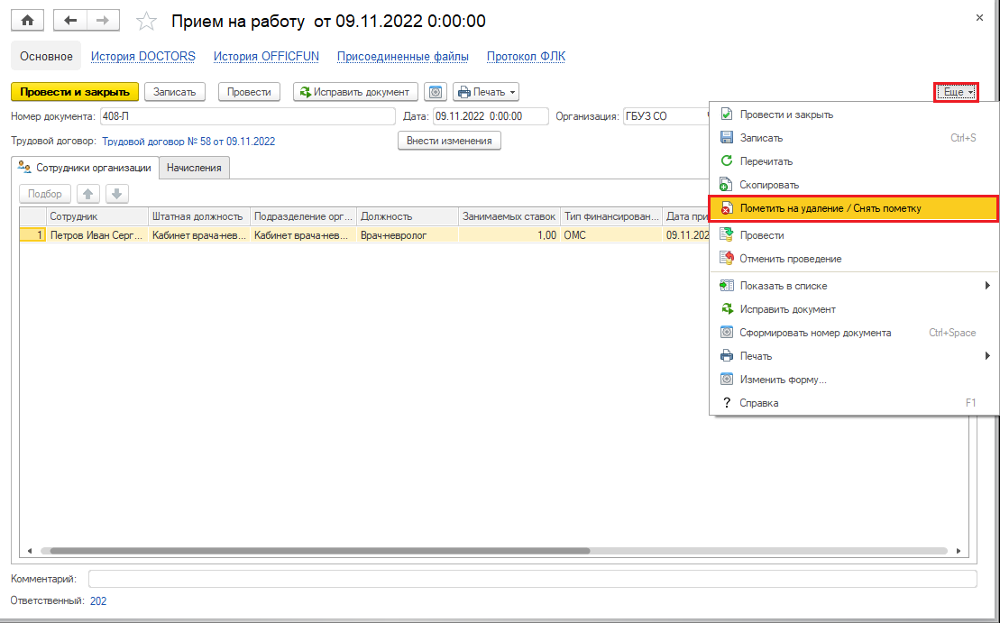 Прием на работу от 09.11.2022 0:00:00
Основное История DOCTORS История OFFICFUN Присоединенные файлы Протокол ФЛК
Провести и закрыть Записать Провести Исправить документ Печать Еще
Номер документа: 408-Л Дата: 09.11.2022 0:00:00 Организация: ГБУЗ СО
Трудовой договор: Трудовой договор № 58 от 09.11.2022 Внести изменения
Сотрудники организации Начисления
Подбор
Сотрудник Штатная должность Подразделение орг... Должность Занимаемых ставок Тип финансирован... Дата при
1 Петров Иван Серг... Кабинет врача-нев... Кабинет врача-нев... Врач-невролог 1,00 ОМС 09.11.202
Провести и закрыть
Записать Ctrl+S
Перечитать
Скопировать
Пометить на удаление / Снять пометку
Провести
Отменить проведение
Показать в списке
Исправить документ
Сформировать номер документа Ctrl+Space
Печать
Изменить форму...
? Справка F1
Комментарий:
Ответственный: 202